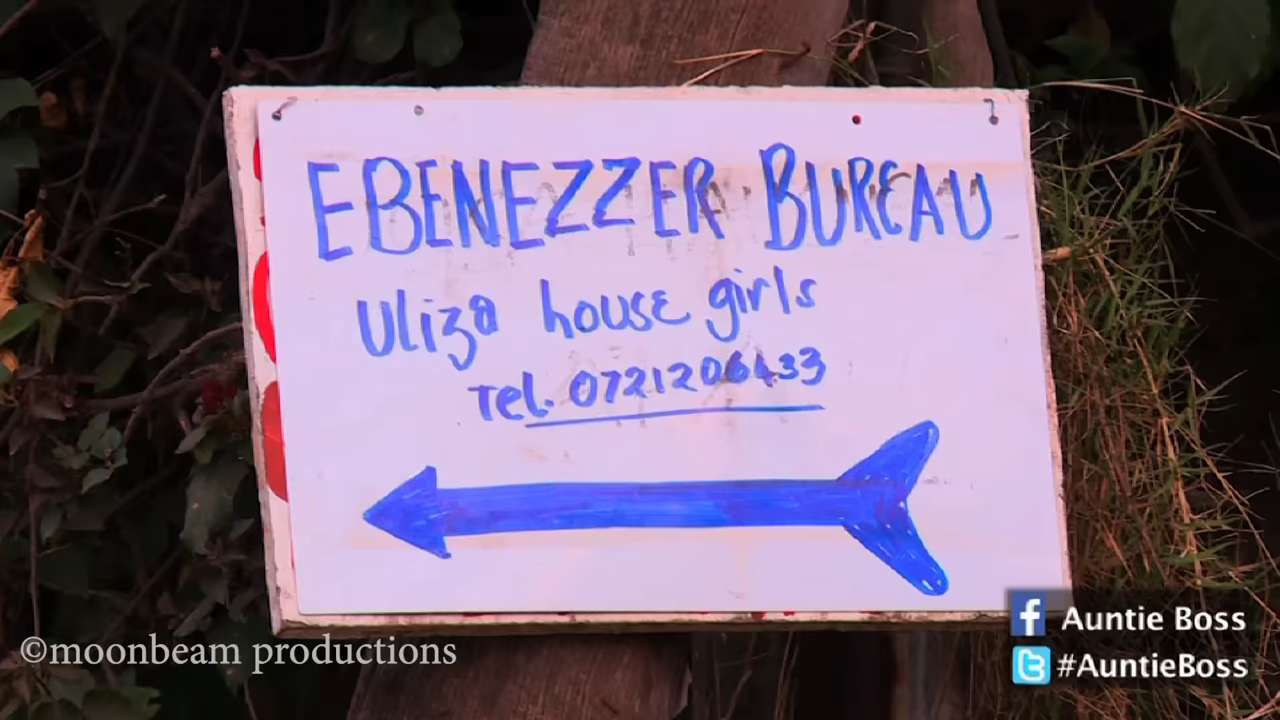 EBENEZZER BUREAU
Uliza house girls
Tel. 0721206433
©moonbeam productions
f Auntie Boss
t #AuntieBoss